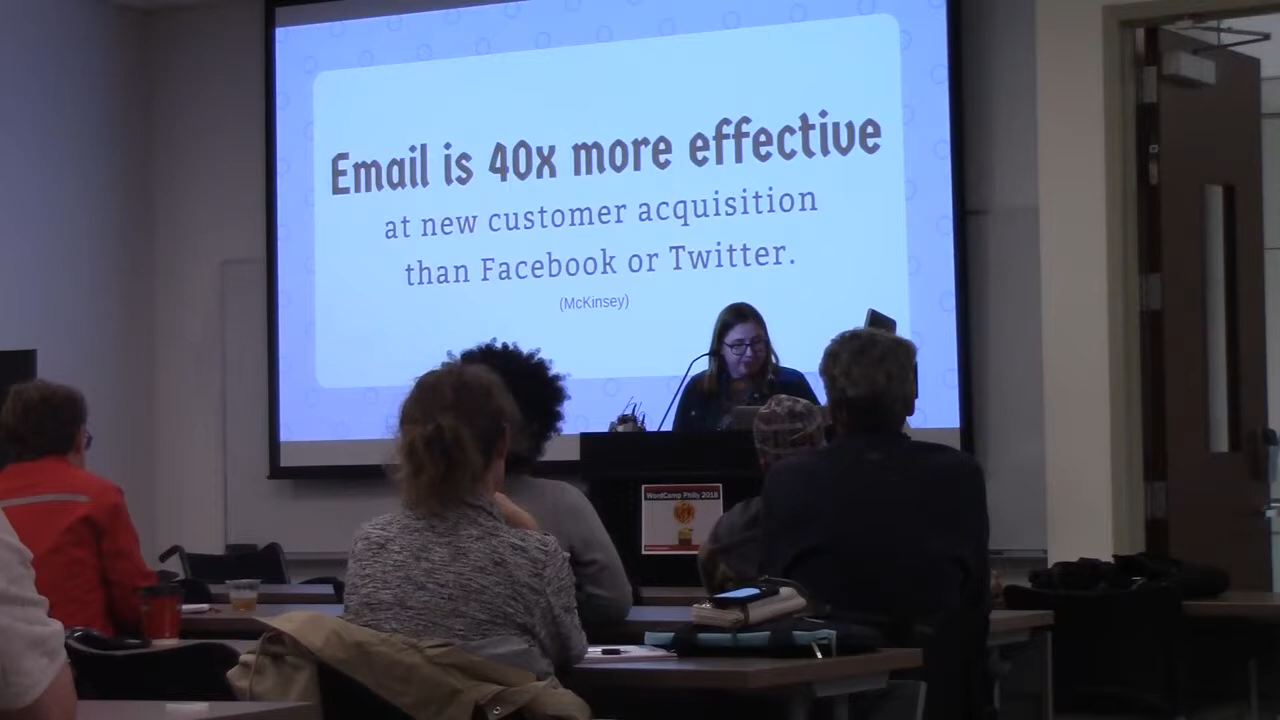 Email is 40x more effective
at new customer acquisition
than Facebook or Twitter.
(McKinsey)
WordCamp Philly 2018